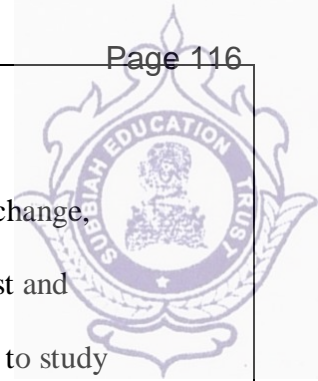 Page 116
SUBBIAH EDUCATION TRUST
change,
st and
to study